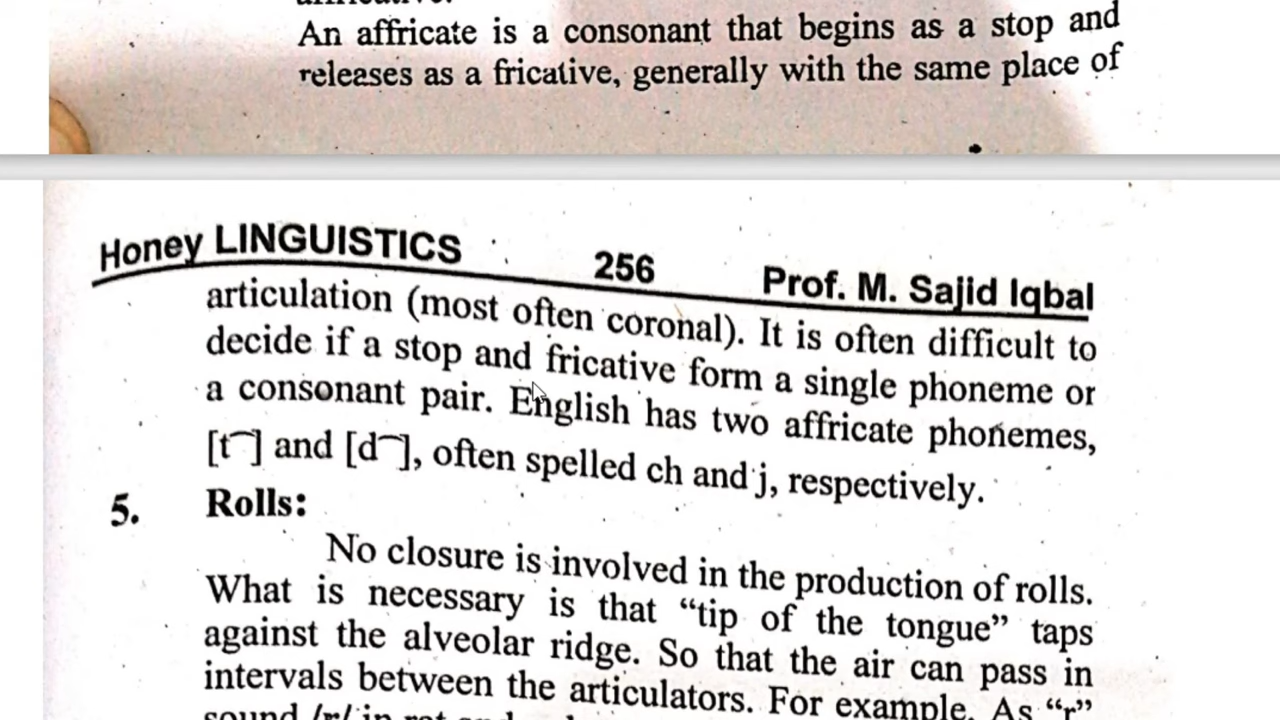 An affricate is a consonant that begins as a stop and
releases as a fricative, generally with the same place of
Honey LINGUISTICS 256 Prof. M. Sajid Iqbal
articulation (most often coronal). It is often difficult to
decide if a stop and fricative form a single phoneme or
a consonant pair. English has two affricate phonemes,
[t͡] and [d͡], often spelled ch and j, respectively.
5. Rolls:
No closure is involved in the production of rolls.
What is necessary is that “tip of the tongue” taps
against the alveolar ridge. So that the air can pass in
intervals between the articulators. For example. As “r”
sound /r/ in